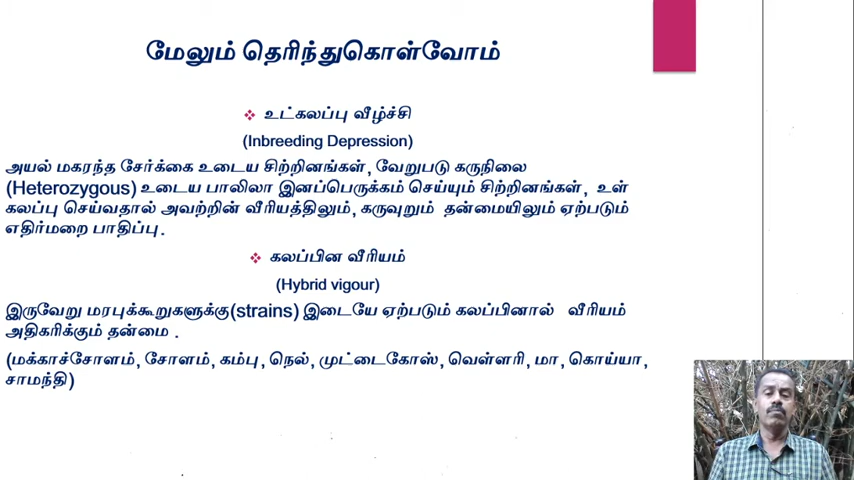 மேலும் தெரிந்துகொள்வோம்
❖ உட்கலப்பு வீழ்ச்சி
(Inbreeding Depression)
அயல் மகரந்த சேர்க்கை உடைய சிற்றினங்கள், வேறுபடு கருநிலை
(Heterozygous) உடைய பாலிலா இனப்பெருக்கம் செய்யும் சிற்றினங்கள், உள்
கலப்பு செய்வதால் அவற்றின் வீரியத்திலும், கருவுறும் தன்மையிலும் ஏற்படும்
எதிர்மறை பாதிப்பு.
❖ கலப்பின வீரியம்
(Hybrid vigour)
இருவேறு மரபுக்கூறுகளுக்கு(strains) இடையே ஏற்படும் கலப்பினால் வீரியம்
அதிகரிக்கும் தன்மை .
(மக்காச்சோளம், சோளம், கம்பு, நெல், முட்டைகோஸ், வெள்ளரி, மா, கொய்யா,
சாமந்தி)